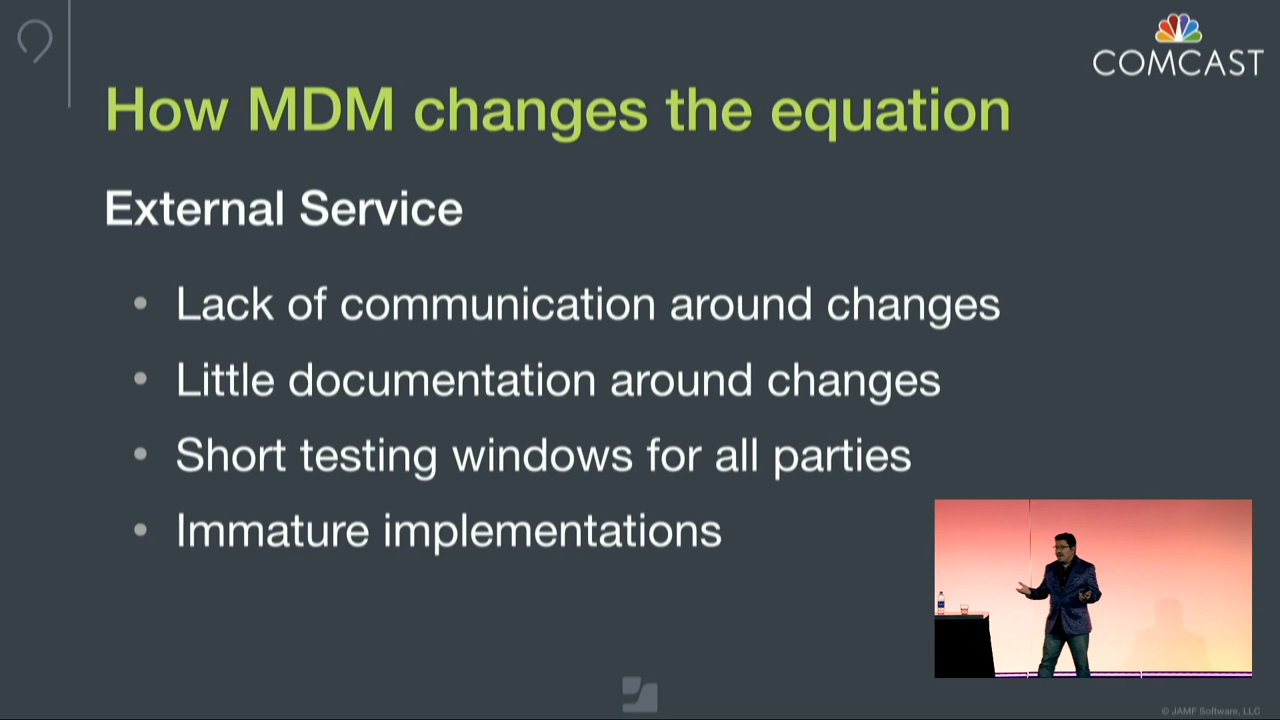 COMCAST
How MDM changes the equation
External Service
• Lack of communication around changes
• Little documentation around changes
• Short testing windows for all parties
• Immature implementations
© JAMF Software, LLC